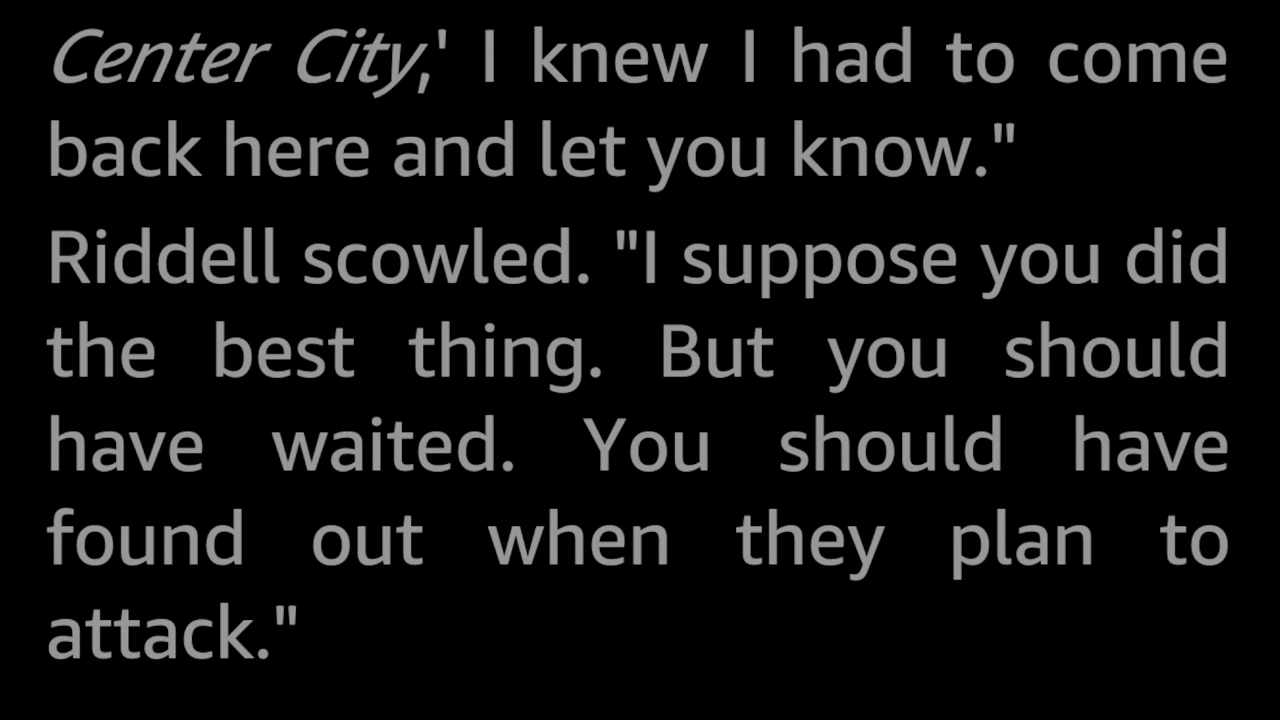 Center City,' I knew I had to come
back here and let you know."
Riddell scowled. "I suppose you did
the best thing. But you should
have waited. You should have
found out when they plan to
attack."